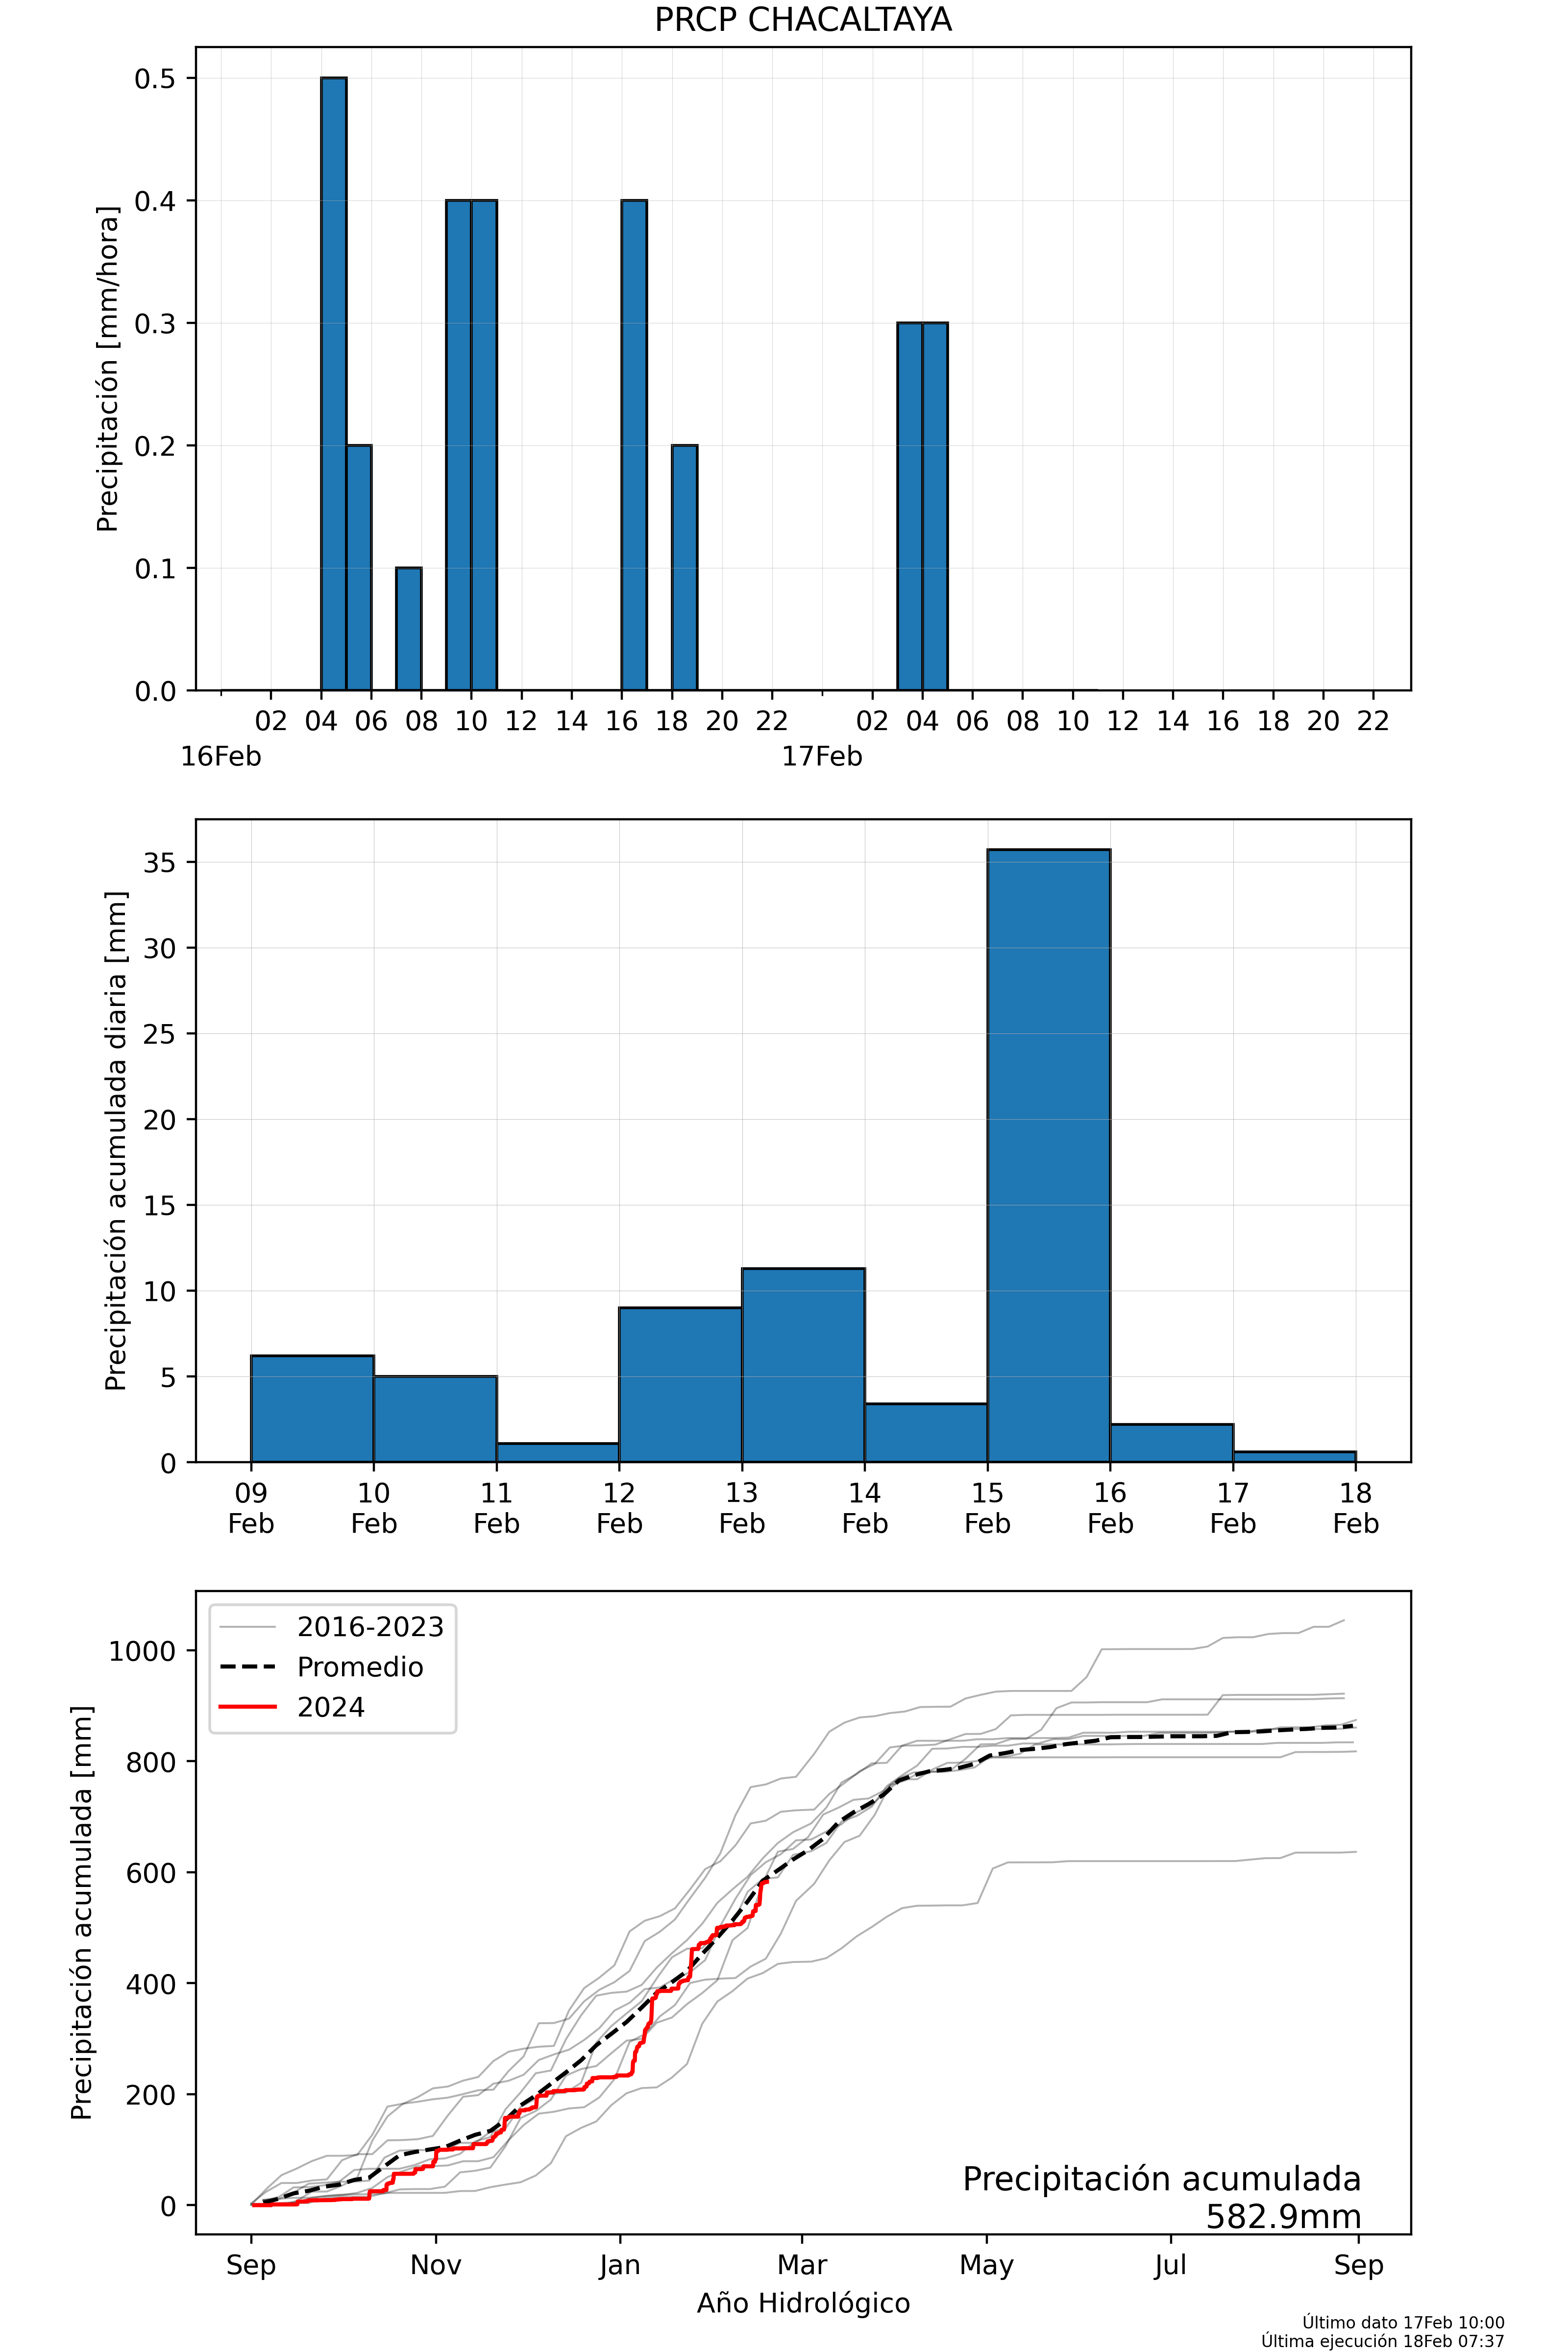 PRCP CHACALTAYA
Precipitación [mm/hora]
0.5
0.4
0.3
0.2
0.1
0.0
02 04 06 08 10 12 14 16 18 20 22 02 04 06 08 10 12 14 16 18 20 22
16Feb 17Feb
Precipitación acumulada diaria [mm]
35
30
25
20
15
10
5
0
09 10 11 12 13 14 15 16 17 18
Feb Feb Feb Feb Feb Feb Feb Feb Feb Feb
Precipitación acumulada [mm]
1000
800
600
400
200
0
2016-2023
Promedio
2024
Precipitación acumulada
582.9mm
Sep Nov Jan Mar May Jul Sep
Año Hidrológico
Último dato 17Feb 10:00
Última ejecución 18Feb 07:37